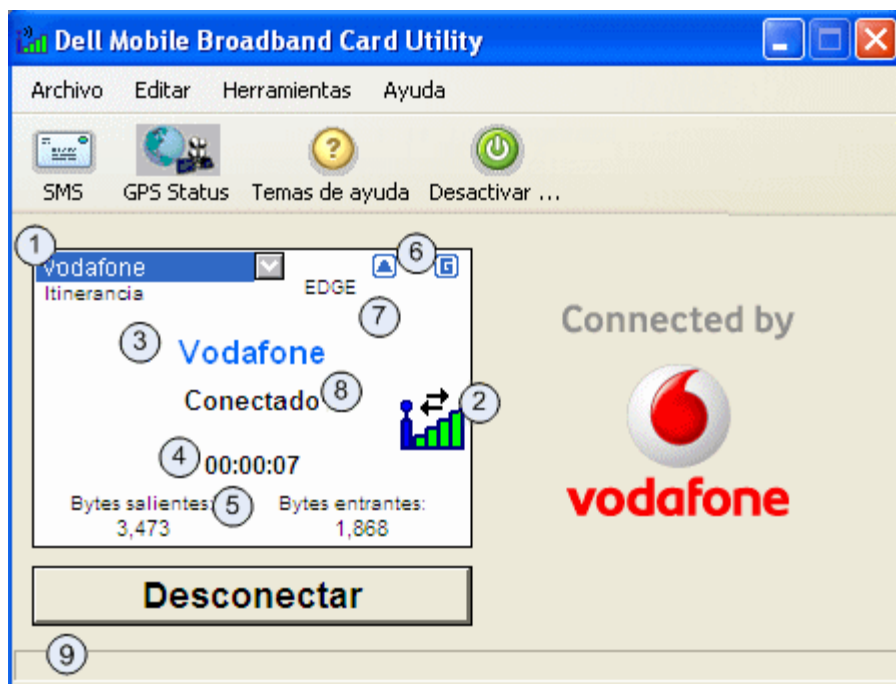 Dell Mobile Broadband Card Utility
Archivo Editar Herramientas Ayuda
SMS GPS Status Temas de ayuda Desactivar ...
1
vodafone
6
G
Itinerancia
EDGE
7
3
Vodafone
Conectado
8
2
4
00:00:07
Bytes salientes:
5
Bytes entrantes:
3,473
1,868
Desconectar
9
Connected by
vodafone